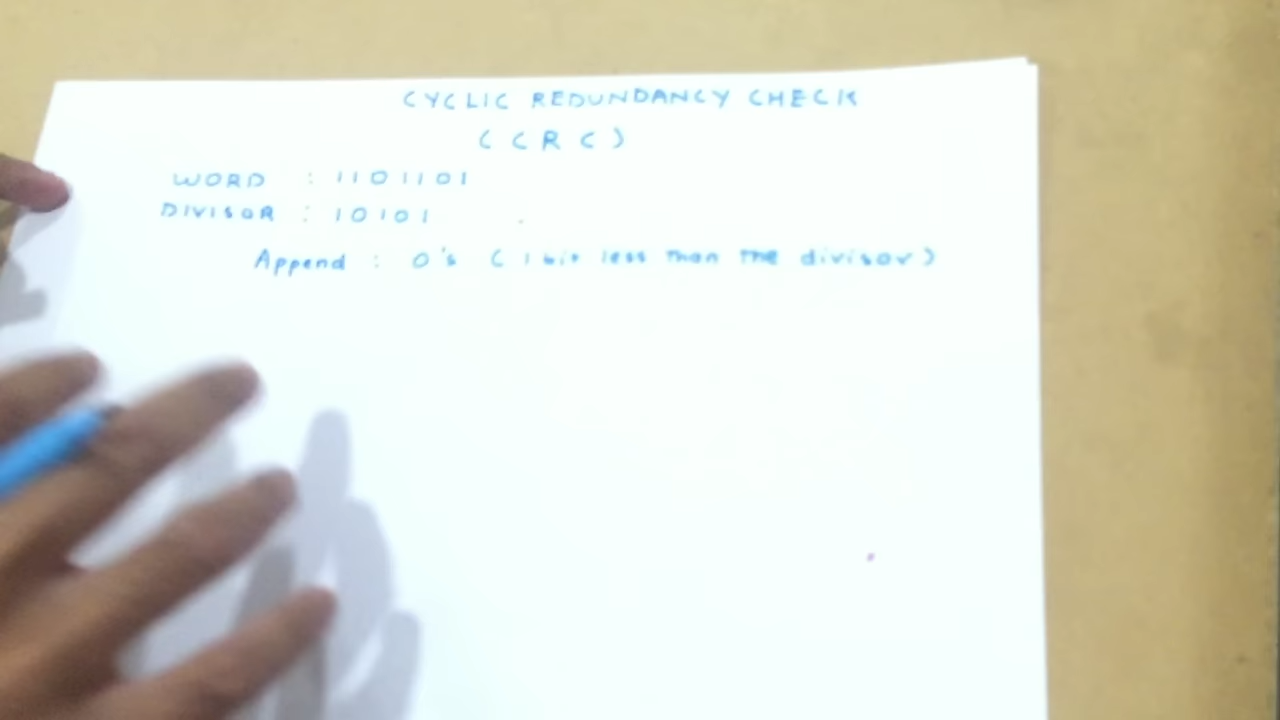 CYCLIC REDUNDANCY CHECK
(CRC)
WORD : 1101101
DIVISOR : 10101
Append : 0's (1 bit less than the divisor)